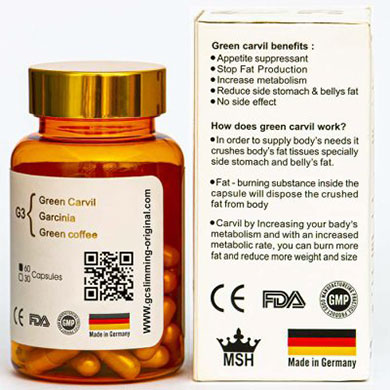 G3
Green Carvil
Garcinia
Green coffee
60
30
Capsules
www.gcslimming-original.com
CE FDA GMP
Made in Germany
Green carvil benefits :
●Appetite suppressant
●Stop Fat Production
●Increase metabolism
●Reduce side stomach & bellys fat
●No side effect
How does green carvil work?
●In order to supply body's needs it
crushes body's fat tissues specially
side stomach and belly's fat.
●Fat - burning substance inside the
capsule will dispose the crushed
fat from body
●Carvil by Increasing your bady's
metabolism and with an increased
metabolic rate, you can burn more
fat and reduce more weight and size
CE FDA
GOOD MANUFACTURING PRACTICE
GMP
MSH
Made in Germany